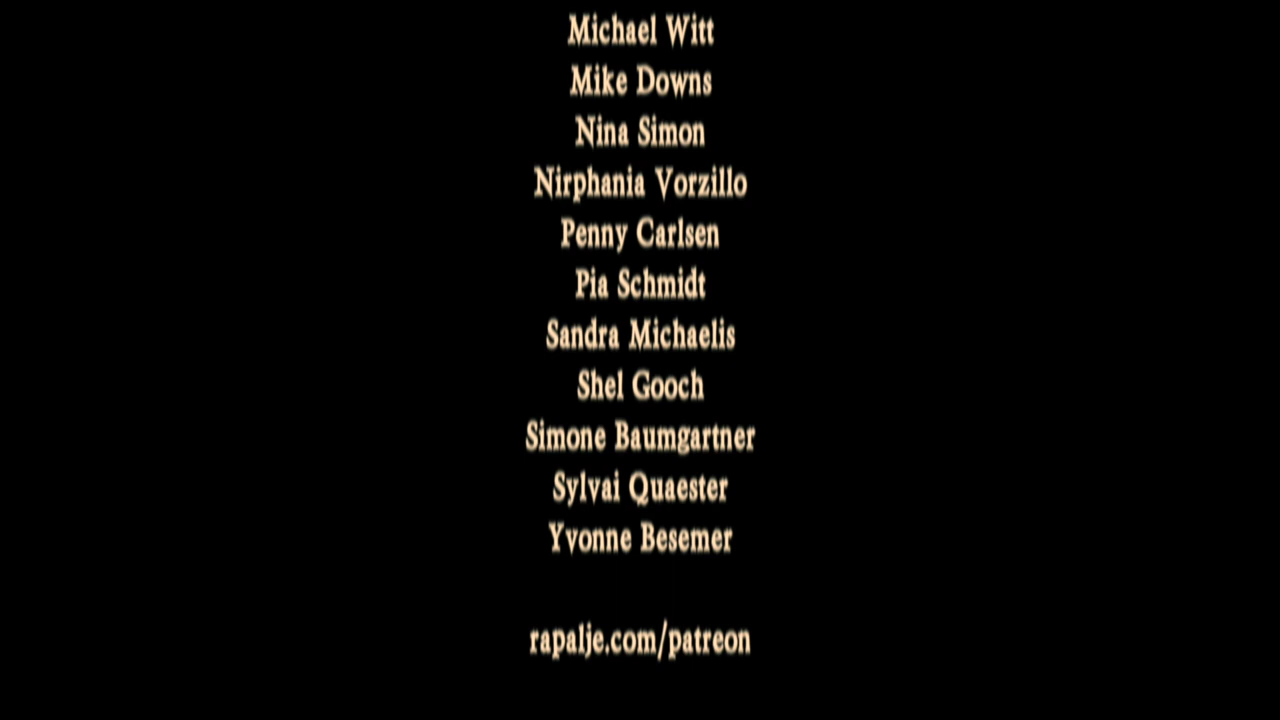 Michael Witt
Mike Downs
Nina Simon
Nirphania Vorzillo
Penny Carlsen
Pia Schmidt
Sandra Michaelis
Shel Gooch
Simone Baumgartner
Sylvai Quaester
Yvonne Besemer
rapalje.com/patreon